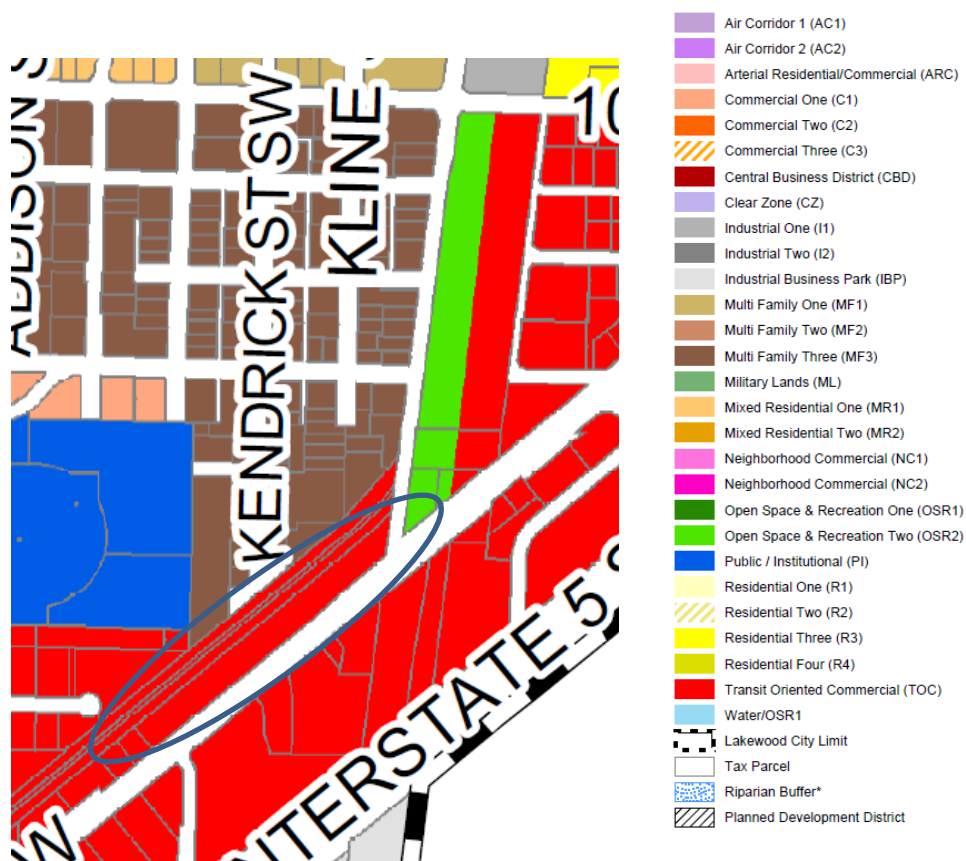 ADDISON S
KENDRICK ST SW
KLINE S
10
INTERSTATE 5 S
W
Air Corridor 1 (AC1)
Air Corridor 2 (AC2)
Arterial Residential/Commercial (ARC)
Commercial One (C1)
Commercial Two (C2)
Commercial Three (C3)
Central Business District (CBD)
Clear Zone (CZ)
Industrial One (I1)
Industrial Two (I2)
Industrial Business Park (IBP)
Multi Family One (MF1)
Multi Family Two (MF2)
Multi Family Three (MF3)
Military Lands (ML)
Mixed Residential One (MR1)
Mixed Residential Two (MR2)
Neighborhood Commercial (NC1)
Neighborhood Commercial (NC2)
Open Space & Recreation One (OSR1)
Open Space & Recreation Two (OSR2)
Public / Institutional (PI)
Residential One (R1)
Residential Two (R2)
Residential Three (R3)
Residential Four (R4)
Transit Oriented Commercial (TOC)
Water/OSR1
Lakewood City Limit
Tax Parcel
Riparian Buffer*
Planned Development District